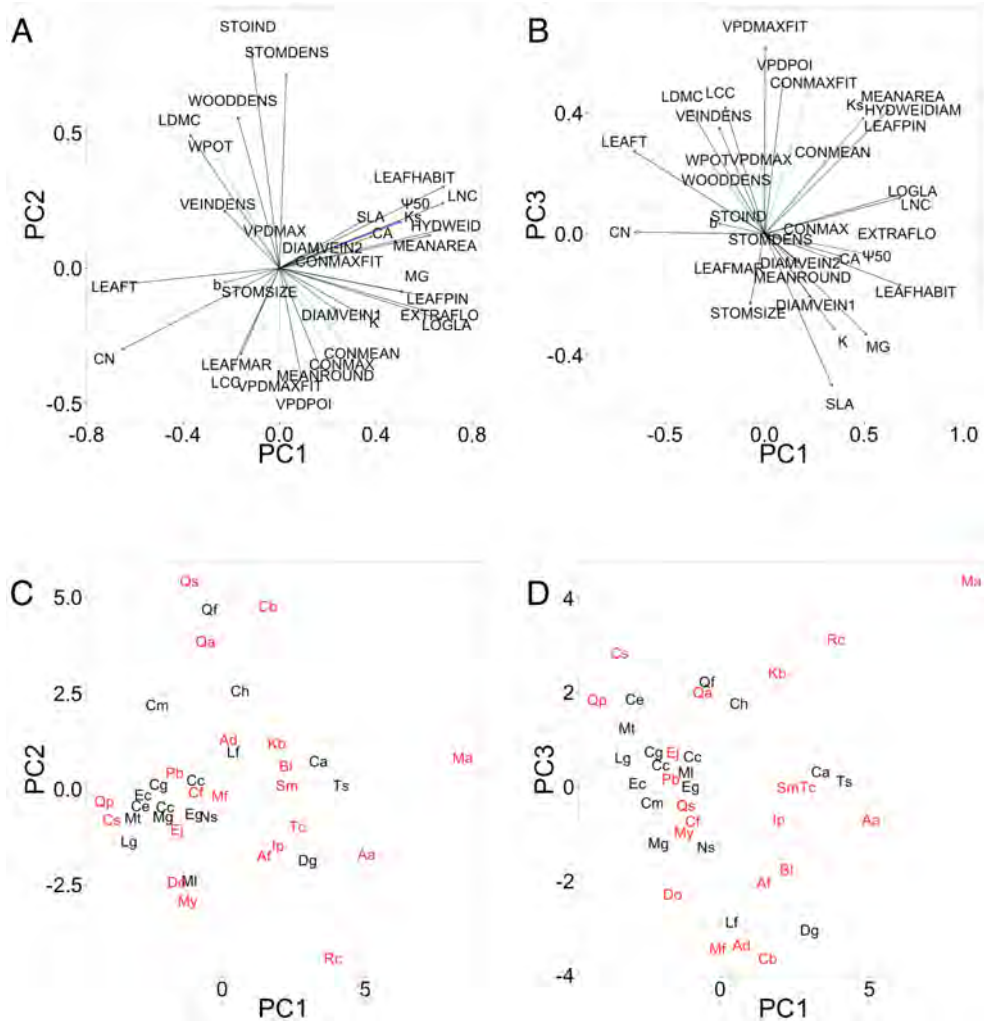 A
STOIND
STOMDENS
WOODDENS
LDMC
WPOT
LEAFHABIT
LNC
VEINDENS
SLA
Ψ50
Ks
HYDWEID
VPDMAX
CA
DIAMVEIN2
MEANAREA
CONMAXFIT
MG
LEAFT
b
STOMSIZE
LEAFPIN
DIAMVEIN1
EXTRAFLO
K
LOGLA
CN
CONMEAN
LEAFMAR
CONMAX
LCC
MEANROUND
VPDMAXFIT
VPDPOI
PC2
0.5
0.0
-0.5
-0.8
-0.4
0.0
0.4
0.8
PC1
B
VPDMAXFIT
VPDPOI
CONMAXFIT
LDMC
LCC
MEANAREA
Ks
HYDWEIDIAM
VEINDENS
LEAFPIN
LEAFT
WPOT
VPDMAX
CONMEAN
WOODDENS
LOGLA
LNC
STOIND
b
CN
CONMAX
EXTRAFLO
STOMDENS
CA
Ψ50
LEAFMAR
DIAMVEIN2
MEANROUND
LEAFHABIT
STOMSIZE
DIAMVEIN1
K
MG
SLA
PC3
0.4
0.0
-0.4
-0.5
0.0
0.5
1.0
PC1
C
Qs
Qf
Cb
Qa
Ch
Cm
Ad
Kb
Lf
Ca
Ma
Bl
Pb
Cc
Cg
Sm
Ts
Ec
Cf
Mf
Qp
Ce
Cc
Cs
Mt
Mg
Eg
Ns
Ej
Tc
Lg
Ip
Af
Dg
Aa
Do
Ml
My
Rc
PC2
5.0
2.5
0.0
-2.5
0
5
PC1
D
Ma
Rc
Cs
Kb
Qf
Qp
Ce
Qa
Ch
Mt
Lg
Cg
Ej
Cc
Cc
Ml
Ca
Ec
Pb
Eg
Sm
Tc
Ts
Cm
Qs
Cf
Ip
Aa
My
Mg
Ns
Bl
Af
Do
Lf
Dg
Mf
Ad
Cb
PC3
4
2
0
-2
-4
0
5
PC1